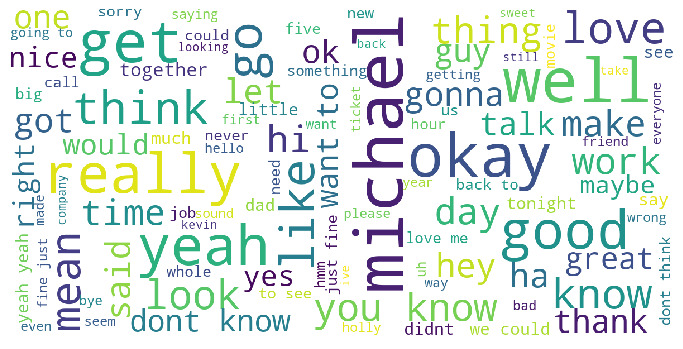 one
sorry
saying
new
sweet
going to
could
looking
five
back
movie
love
see
get
go
nice
together
ok
something
guy
thing
still
take
well
call
let
michael
getting
gonna
big
think
little
us
everyone
got
would
much
never
hi
first
want
ticket
hour
talk
make
friend
right
really
hello
like
want to
okay
work
need
year
back to
maybe
made
company
time
job
sound
dad
please
day
tonight
say
kevin
love me
good
wrong
mean
said
yeah
hmm
just fine
uh
hey
ha
great
dont think
fine just
whole
yes
ive
way
look
to see
you know
bad
know
yeah yeah
bye
dont know
holly
didnt
we could
thank
even
seem